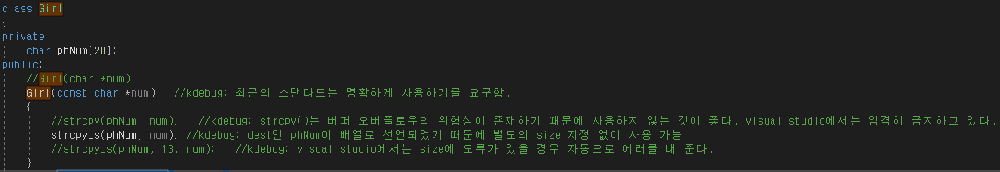 class Girl
{
private:
char phNum[20];
public:
//Girl(char *num)
Girl(const char *num) //kdebug: 최근의 스탠다드는 명확하게 사용하기를 요구함.
{
//strcpy(phNum, num); //kdebug: strcpy()는 버퍼 오버플로우의 위험성이 존재하기 때문에 사용하지 않는 것이 좋다. visual studio에서는 엄격히 금지하고 있다.
strcpy_s(phNum, num); //kdebug: dest인 phNum이 배열로 선언되었기 때문에 별도의 size 지정 없이 사용 가능.
//strcpy_s(phNum, 13, num); //kdebug: visual studio에서는 size에 오류가 있을 경우 자동으로 에러를 내 준다.
}